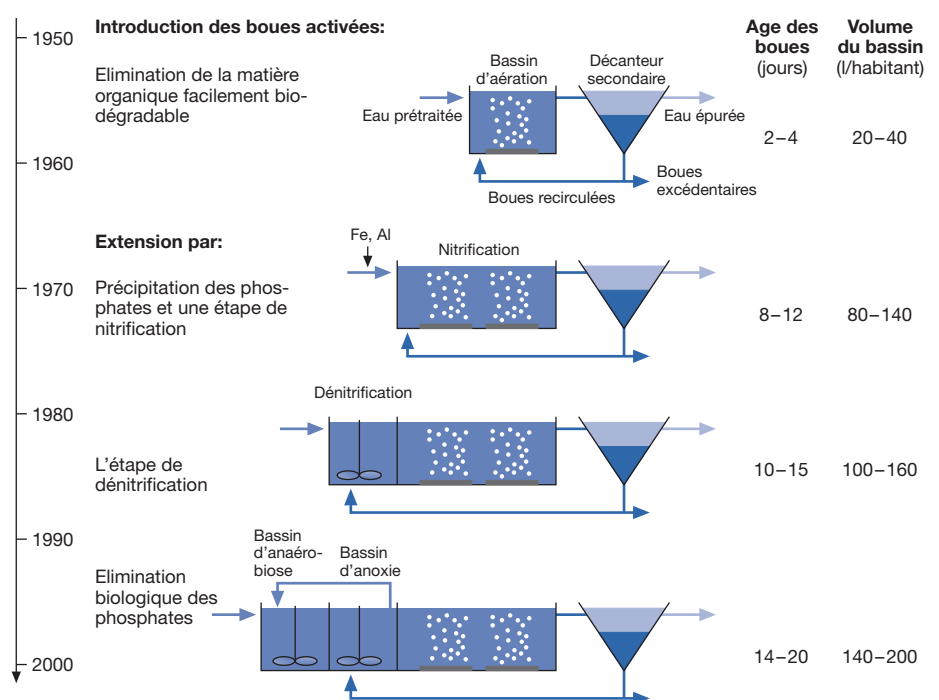 1950
Introduction des boues activées:
Age des
boues
(jours)
Volume
du bassin
(l/habitant)
Elimination de la matière
organique facilement bio-
dégradable
Bassin
d'aération
Décanteur
secondaire
Eau prétraitée
Eau épurée
2–4
20–40
1960
Boues
excédentaires
Boues recirculées
Extension par:
Fe, Al
Nitrification
1970
Précipitation des phos-
phates et une étape de
nitrification
8–12
80–140
Dénitrification
1980
L'étape de
dénitrification
10–15
100–160
1990
Bassin
d'anaéro-
biose
Bassin
d'anoxie
Elimination
biologique des
phosphates
14–20
140–200
2000